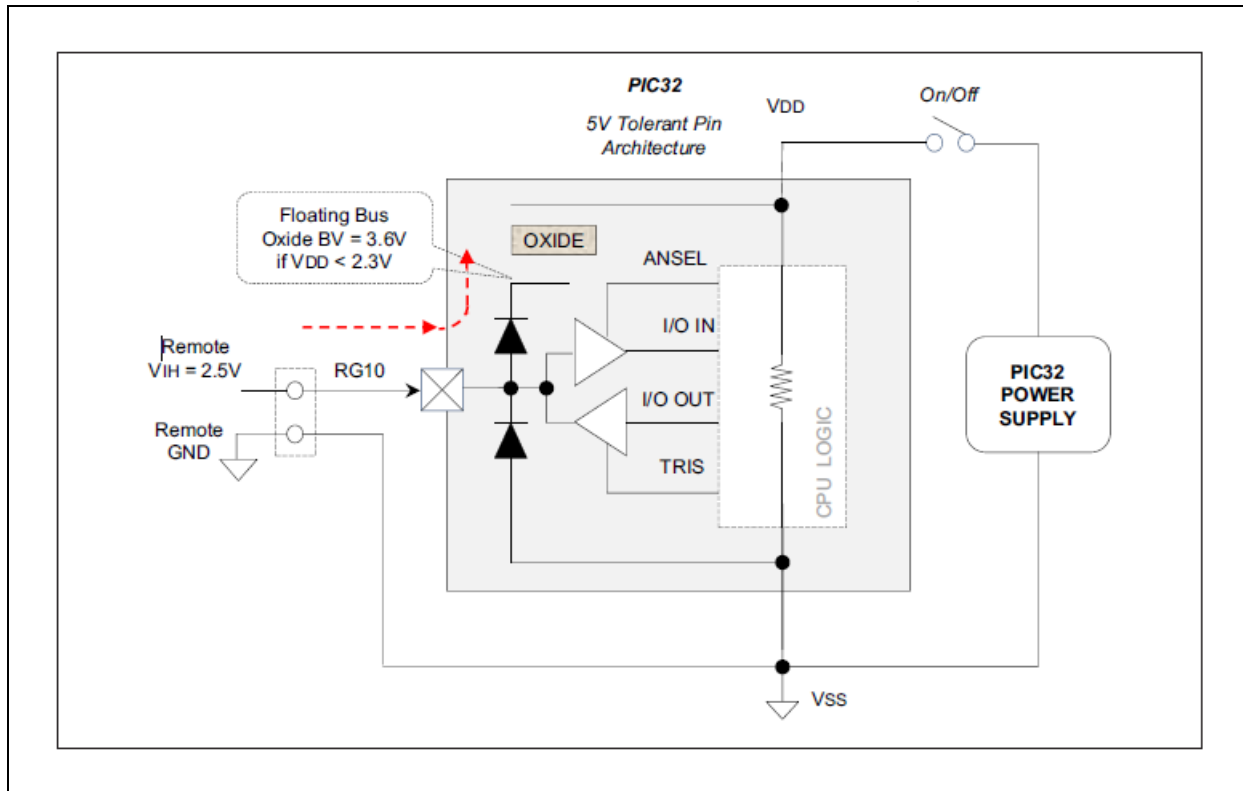 PIC32
5V Tolerant Pin
Architecture
VDD
On/Off
Floating Bus
Oxide BV = 3.6V
if VDD < 2.3V
OXIDE
ANSEL
I/O IN
Remote
VIH = 2.5V
RG10
I/O OUT
Remote
GND
TRIS
CPU LOGIC
PIC32
POWER
SUPPLY
VSS